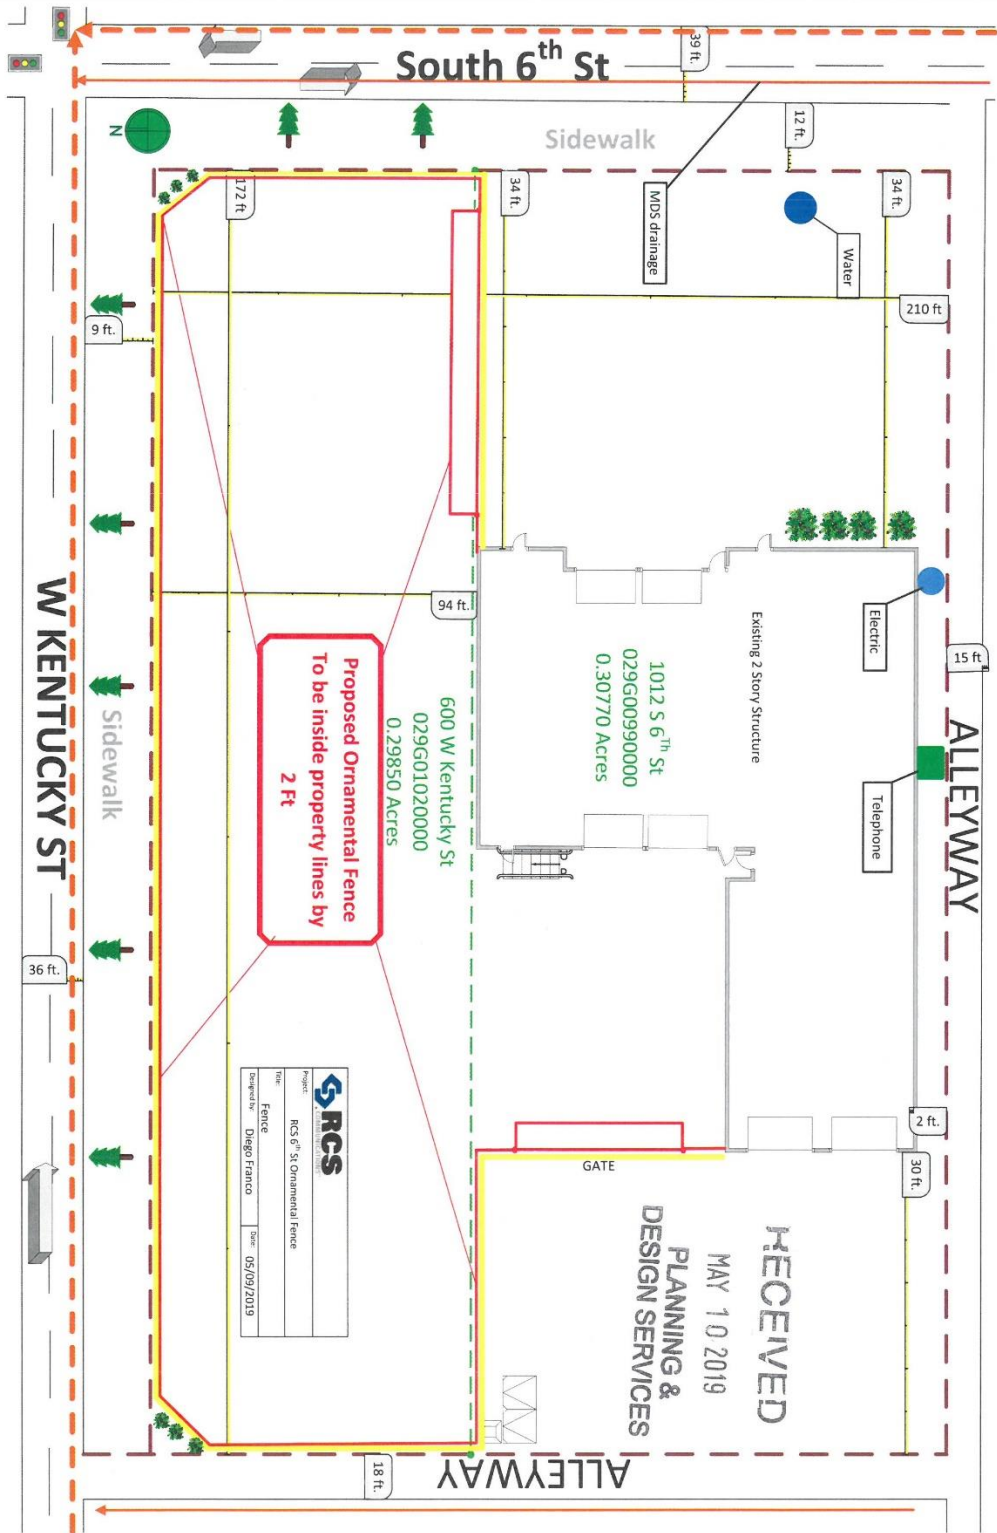 South 6th St
39 ft.
Sidewalk
12 ft.
N
172 ft.
34 ft.
34 ft.
MDS drainage
Water
210 ft.
9 ft.
W KENTUCKY ST
Sidewalk
94 ft.
Proposed Ornamental Fence
To be inside property lines by
2 Ft
600 W Kentucky St
029G01020000
0.29850 Acres
1012 S 6Th St
029G00990000
0.30770 Acres
Existing 2 Story Structure
Electric
15 ft
Telephone
ALLEYWAY
36 ft.
2 ft.
30 ft.
GATE
RCS
COMMUNICATIONS
Project:
RCS 6th St Ornamental Fence
Title:
Fence
Designed by:
Diego Franco
Date:
05/09/2019
RECEIVED
MAY 10 2019
PLANNING &
DESIGN SERVICES
18 ft.
ALLEYWAY